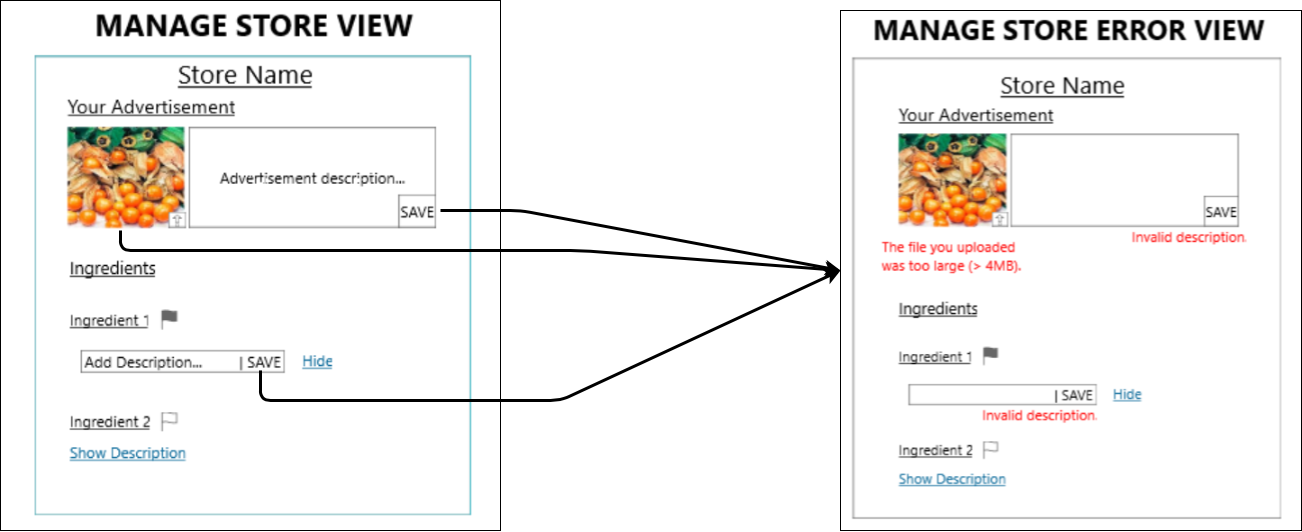 MANAGE STORE VIEW
Store Name
Your Advertisement
Advertisement description...
SAVE
Ingredients
Ingredient 1
Add Description... | SAVE
Hide
Ingredient 2
Show Description
MANAGE STORE ERROR VIEW
Store Name
Your Advertisement
SAVE
Invalid description.
The file you uploaded
was too large (> 4MB).
Ingredients
Ingredient 1
| SAVE
Hide
Invalid description.
Ingredient 2
Show Description